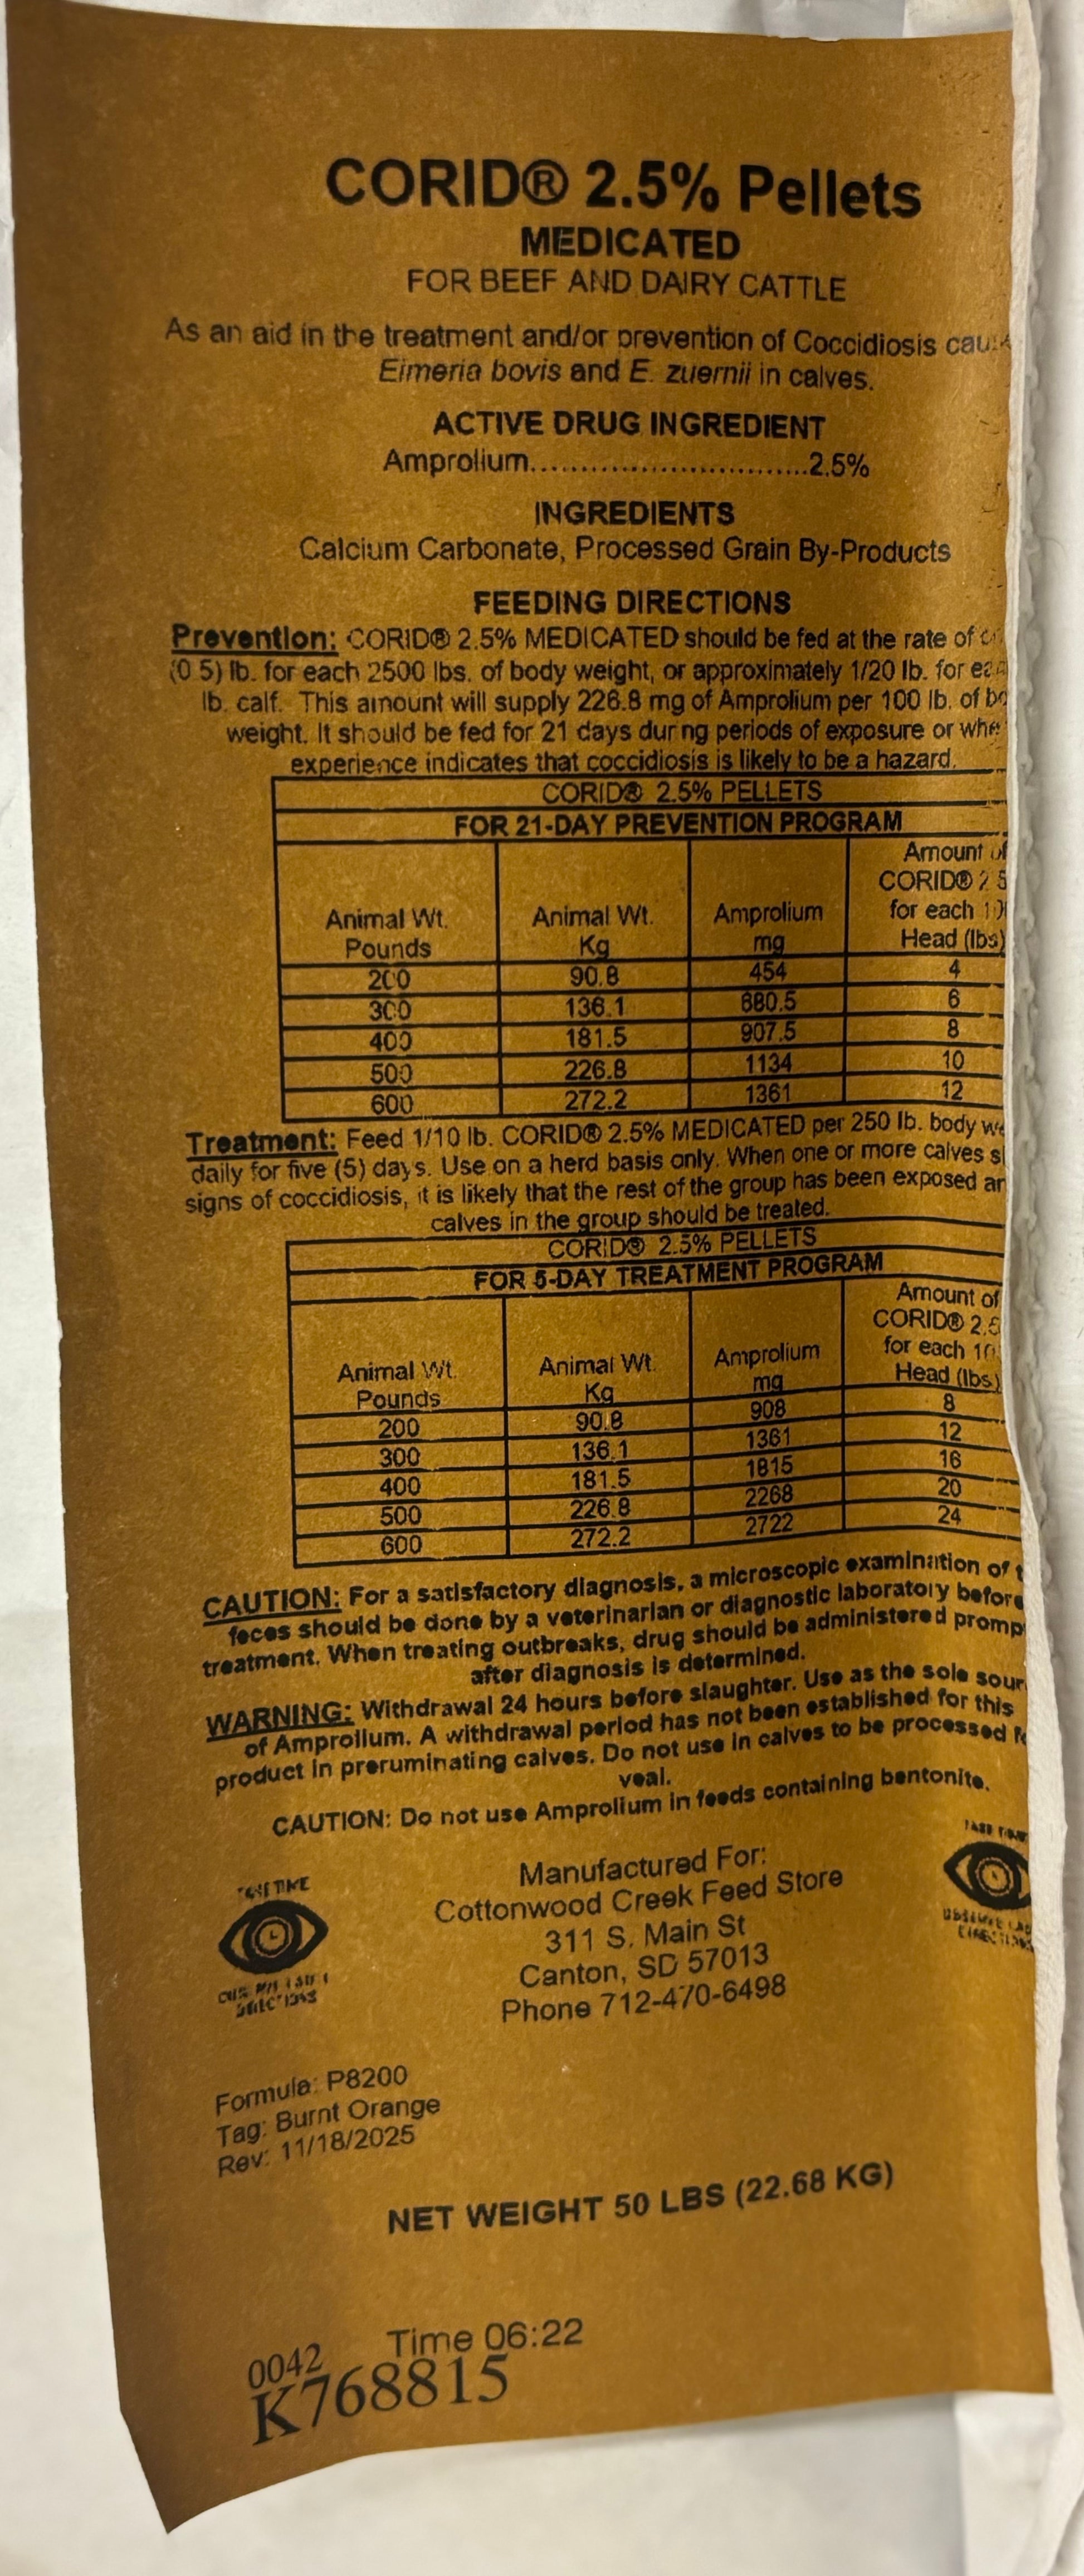 CORID® 2.5% Pellets
MEDICATED
FOR BEEF AND DAIRY CATTLE
As an aid in the treatment and/or prevention of Coccidiosis
Eimeria bovis and E. zuernii in calves.
ACTIVE DRUG INGREDIENT
Amprolium..............................2.5%
INGREDIENTS
Calcium Carbonate, Processed Grain By-Products
FEEDING DIRECTIONS
Prevention: CORID® 2.5% MEDICATED should be fed at the rate of
(0.5) lb. for each 2500 lbs. of body weight, or approximately 1/20 lb. for
lb. calf. This amount will supply 226.8 mg of Amprolium per 100 lb. of
weight. It should be fed for 21 days during periods of exposure or
experience indicates that coccidiosis is likely to be a hazard.
CORID® 2.5% PELLETS
FOR 21-DAY PREVENTION PROGRAM
Animal Wt. Pounds Animal Wt. Kg Amprolium mg Amount of CORID® 2.5 for each Head (lbs)
200 90.8 454 4
300 136.1 680.5 6
400 181.5 907.5 8
500 226.8 1134 10
600 272.2 1361 12
Treatment: Feed 1/10 lb. CORID® 2.5% MEDICATED per 250 lb. body
daily for five (5) days. Use on a herd basis only. When one or more calves
signs of coccidiosis, it is likely that the rest of the group has been exposed
calves in the group should be treated.
CORID® 2.5% PELLETS
FOR 5-DAY TREATMENT PROGRAM
Animal Wt. Pounds Animal Wt. Kg Amprolium mg Amount of CORID® 2.5 for each Head (lbs)
200 90.8 908 8
300 136.1 1361 12
400 181.5 1815 16
500 226.8 2268 20
600 272.2 2722 24
CAUTION: For a satisfactory diagnosis, a microscopic examination of
feces should be done by a veterinarian or diagnostic laboratory before
treatment. When treating outbreaks, drug should be administered
after diagnosis is determined.
WARNING: Withdrawal 24 hours before slaughter. Use as the sole
of Amprolium. A withdrawal period has not been established for this
product in preruminating calves. Do not use in calves to be processed
veal.
CAUTION: Do not use Amprolium in feeds containing bentonite.
TAKE TIME
TAKE TIME
Manufactured For:
Cottonwood Creek Feed Store
311 S. Main St
Canton, SD 57013
Phone 712-470-6498
Formula: P8200
Tag: Burnt Orange
Rev: 11/18/2025
NET WEIGHT 50 LBS (22.68 KG)
0042 Time 06:22
K768815